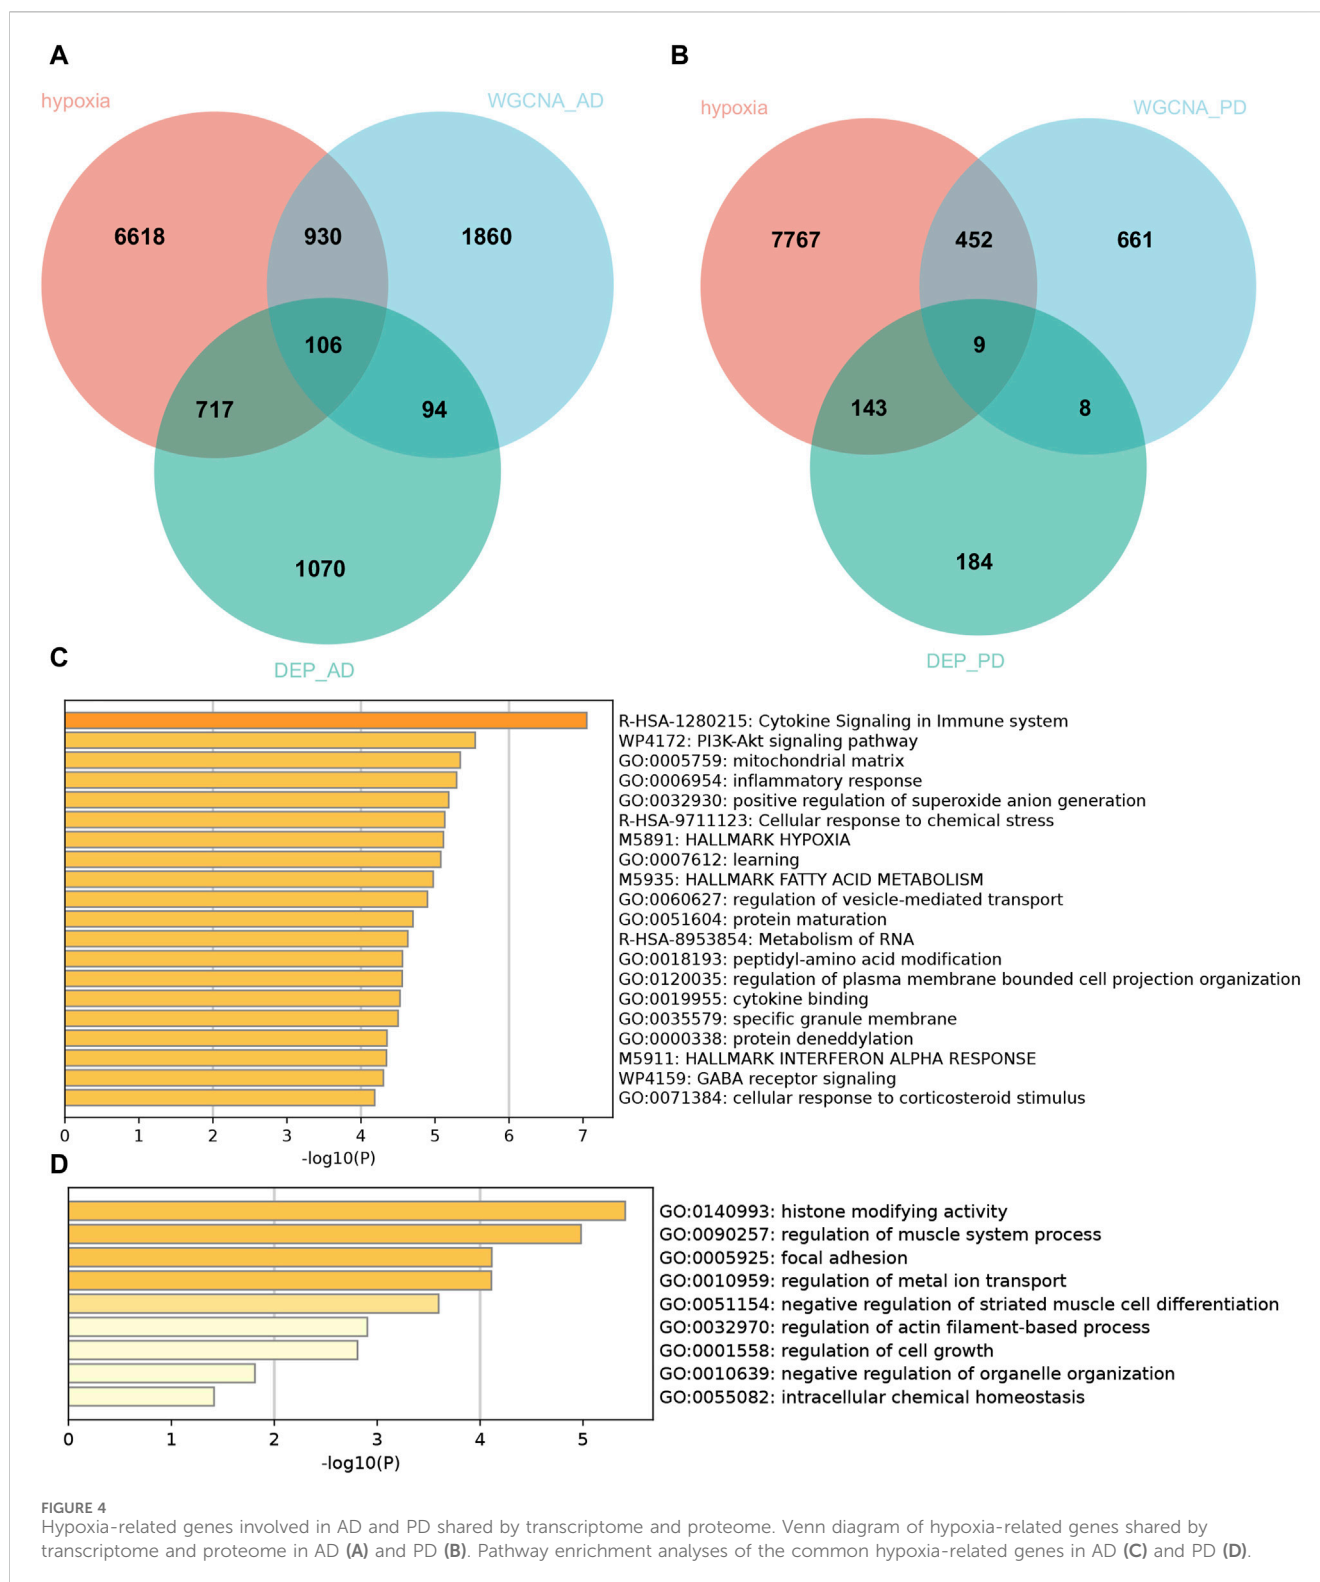 A
B
hypoxia
WGCNA_AD
hypoxia
WGCNA_PD
6618
930
1860
7767
452
661
106
9
717
94
143
8
1070
184
DEP_AD
DEP_PD
C
R-HSA-1280215: Cytokine Signaling in Immune system
WP4172: PI3K-Akt signaling pathway
GO:0005759: mitochondrial matrix
GO:0006954: inflammatory response
GO:0032930: positive regulation of superoxide anion generation
R-HSA-9711123: Cellular response to chemical stress
M5891: HALLMARK HYPOXIA
GO:0007612: learning
M5935: HALLMARK FATTY ACID METABOLISM
GO:0060627: regulation of vesicle-mediated transport
GO:0051604: protein maturation
R-HSA-8953854: Metabolism of RNA
GO:0018193: peptidyl-amino acid modification
GO:0120035: regulation of plasma membrane bounded cell projection organization
GO:0019955: cytokine binding
GO:0035579: specific granule membrane
GO:0000338: protein deneddylation
M5911: HALLMARK INTERFERON ALPHA RESPONSE
WP4159: GABA receptor signaling
GO:0071384: cellular response to corticosteroid stimulus
0 1 2 3 4 5 6 7
-log10(P)
D
GO:0140993: histone modifying activity
GO:0090257: regulation of muscle system process
GO:0005925: focal adhesion
GO:0010959: regulation of metal ion transport
GO:0051154: negative regulation of striated muscle cell differentiation
GO:0032970: regulation of actin filament-based process
GO:0001558: regulation of cell growth
GO:0010639: negative regulation of organelle organization
GO:0055082: intracellular chemical homeostasis
0 1 2 3 4 5
-log10(P)
FIGURE 4
Hypoxia-related genes involved in AD and PD shared by transcriptome and proteome. Venn diagram of hypoxia-related genes shared by
transcriptome and proteome in AD (A) and PD (B). Pathway enrichment analyses of the common hypoxia-related genes in AD (C) and PD (D).